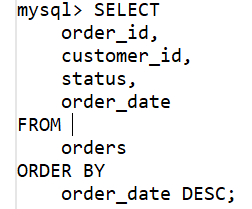 mysql> SELECT
    order_id,
    customer_id,
    status,
    order_date
FROM
    orders
ORDER BY
    order_date DESC;